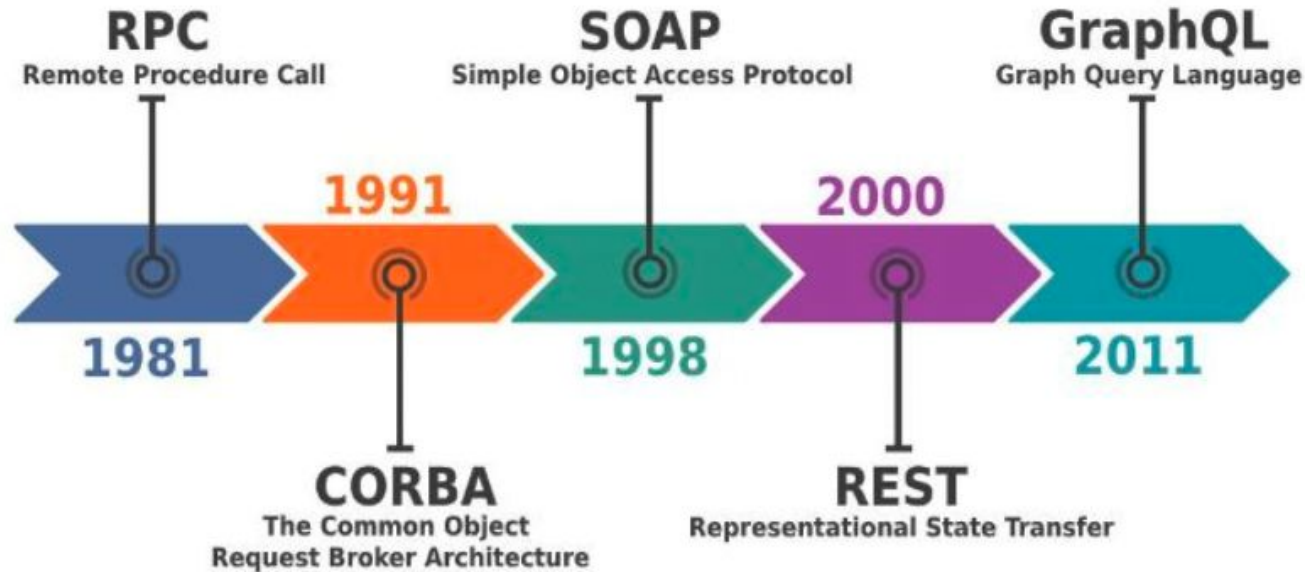 RPC
Remote Procedure Call
SOAP
Simple Object Access Protocol
GraphQL
Graph Query Language
1991
2000
1981
1998
2011
CORBA
The Common Object
Request Broker Architecture
REST
Representational State Transfer